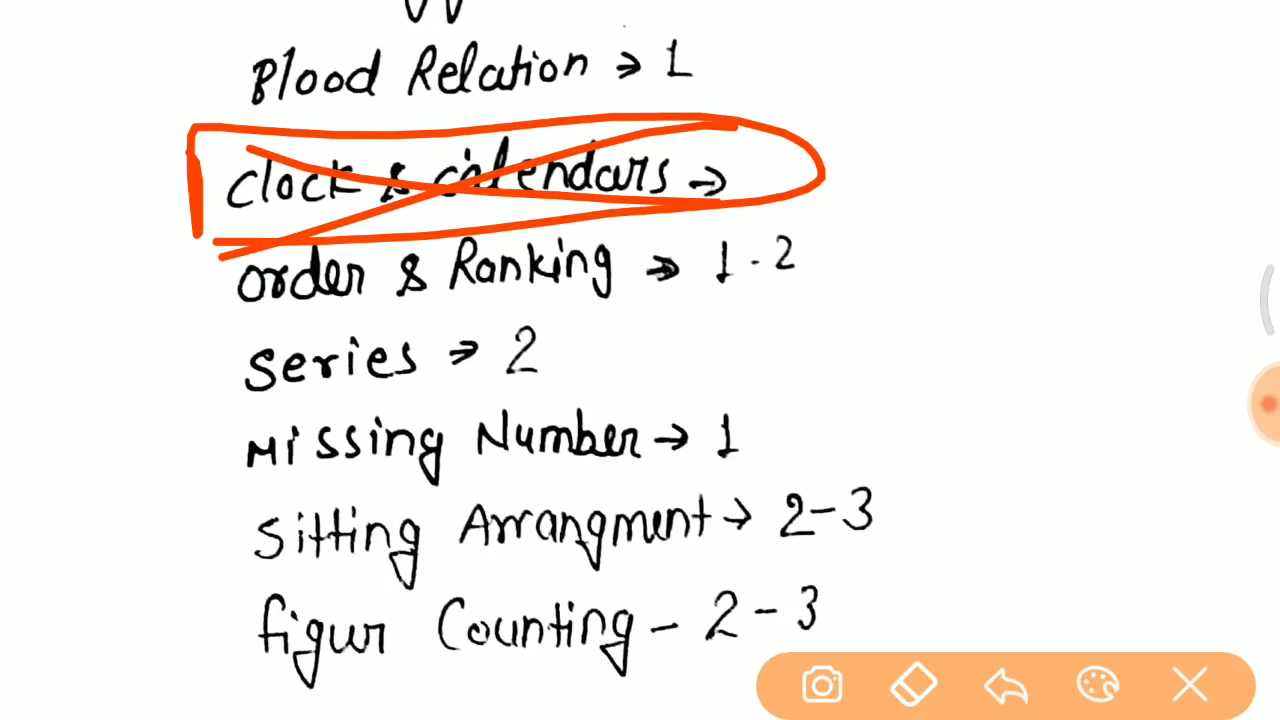 Blood Relation → 1
Clock & Calendars →
Order & Ranking → 1-2
Series → 2
Missing Number → 1
Sitting Arrangment → 2-3
figur Counting - 2-3